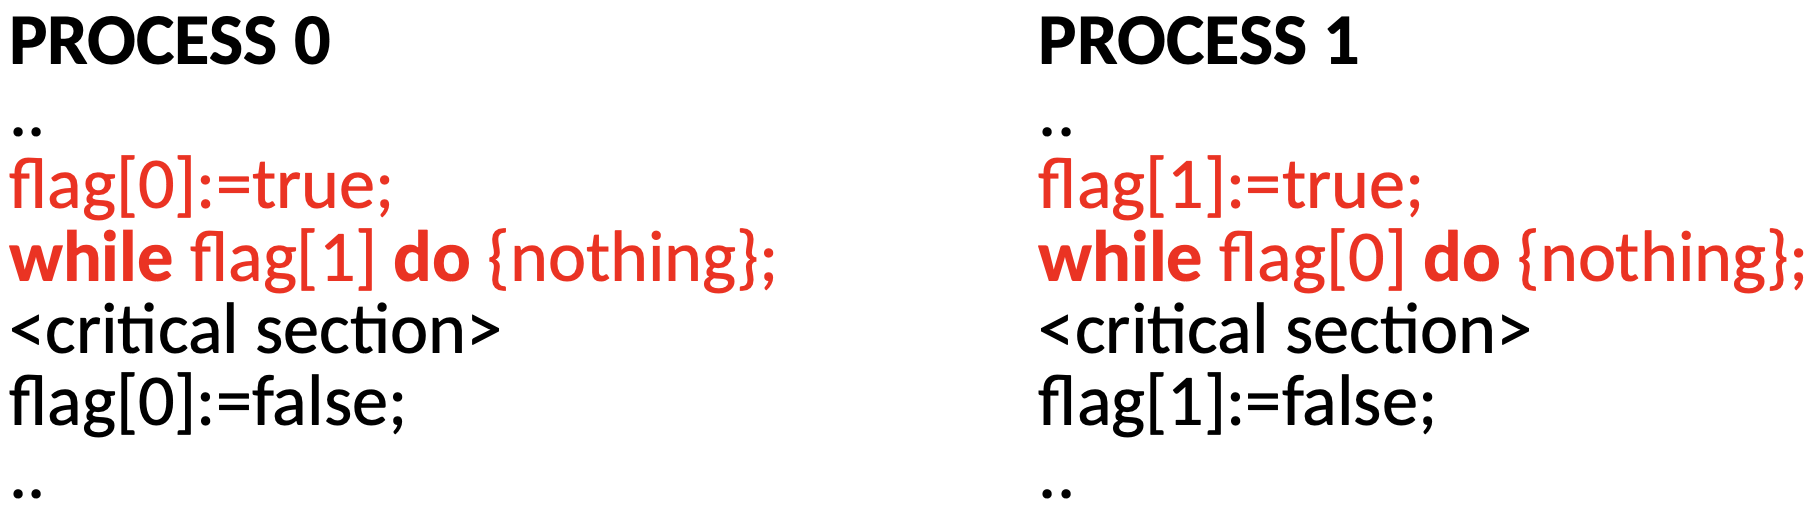 PROCESS 0
..
flag[0]:=true;
while flag[1] do {nothing};
<critical section>
flag[0]:=false;
..
PROCESS 1
..
flag[1]:=true;
while flag[0] do {nothing};
<critical section>
flag[1]:=false;
..